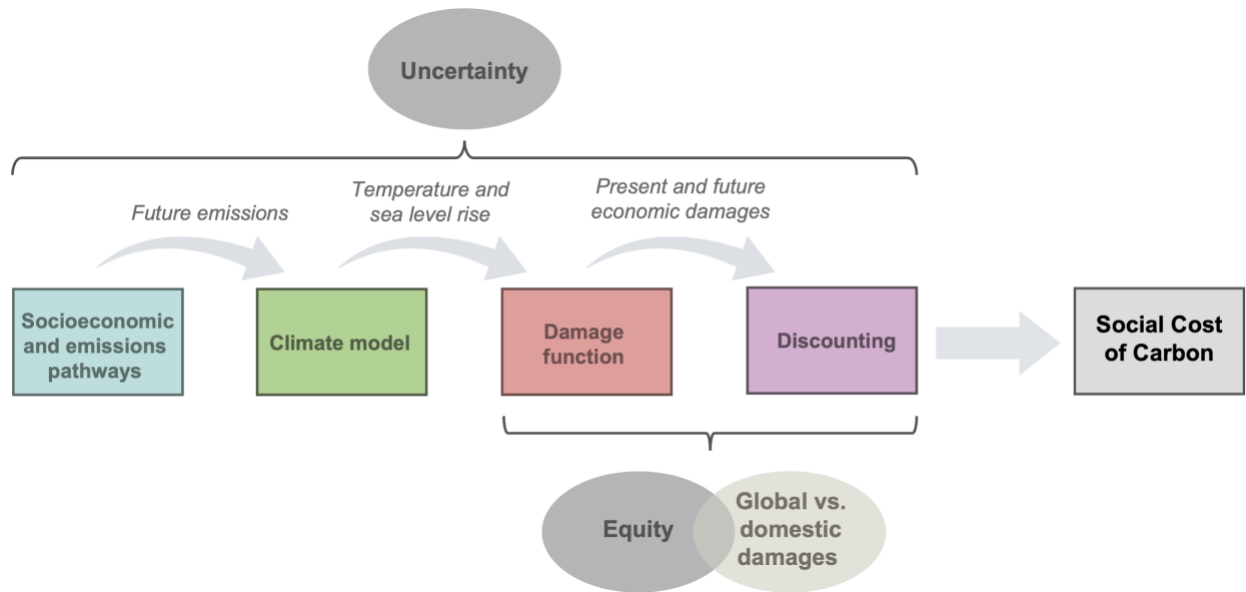 Uncertainty
Future emissions
Temperature and
sea level rise
Present and future
economic damages
Socioeconomic
and emissions
pathways
Climate model
Damage
function
Discounting
Social Cost
of Carbon
Equity
Global vs.
domestic
damages